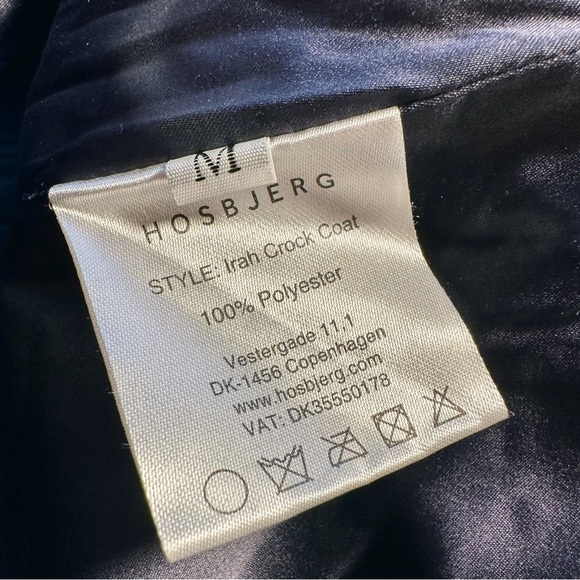 M
HOSBJERG
STYLE: Irah Crock Coat
100% Polyester
Vestergade 11,1
DK-1456 Copenhagen
www.hosbjerg.com
VAT: DK35550178